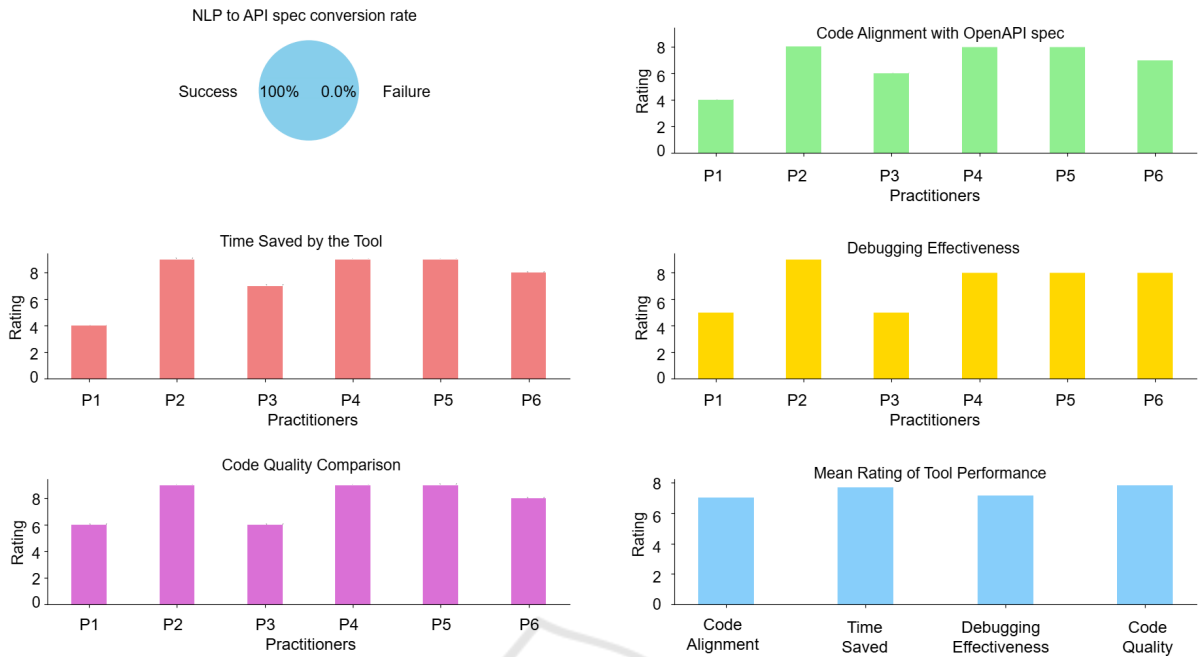 NLP to API spec conversion rate
Success 100% 0.0% Failure
Code Alignment with OpenAPI spec
Rating
8
6
4
2
0
P1 P2 P3 P4 P5 P6
Practitioners
Time Saved by the Tool
Rating
8
6
4
2
0
P1 P2 P3 P4 P5 P6
Practitioners
Debugging Effectiveness
Rating
8
6
4
2
0
P1 P2 P3 P4 P5 P6
Practitioners
Code Quality Comparison
Rating
8
6
4
2
0
P1 P2 P3 P4 P5 P6
Practitioners
Mean Rating of Tool Performance
Rating
8
6
4
2
0
Code Alignment
Time Saved
Debugging Effectiveness
Code Quality